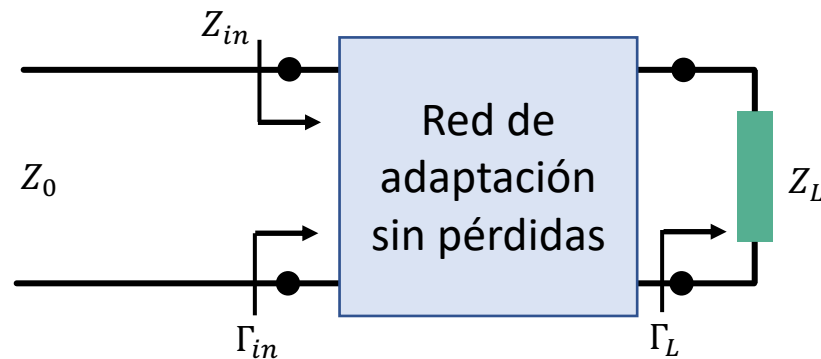 Z_in
Z_0
Red de
adaptación
sin pérdidas
Z_L
Γ_in
Γ_L